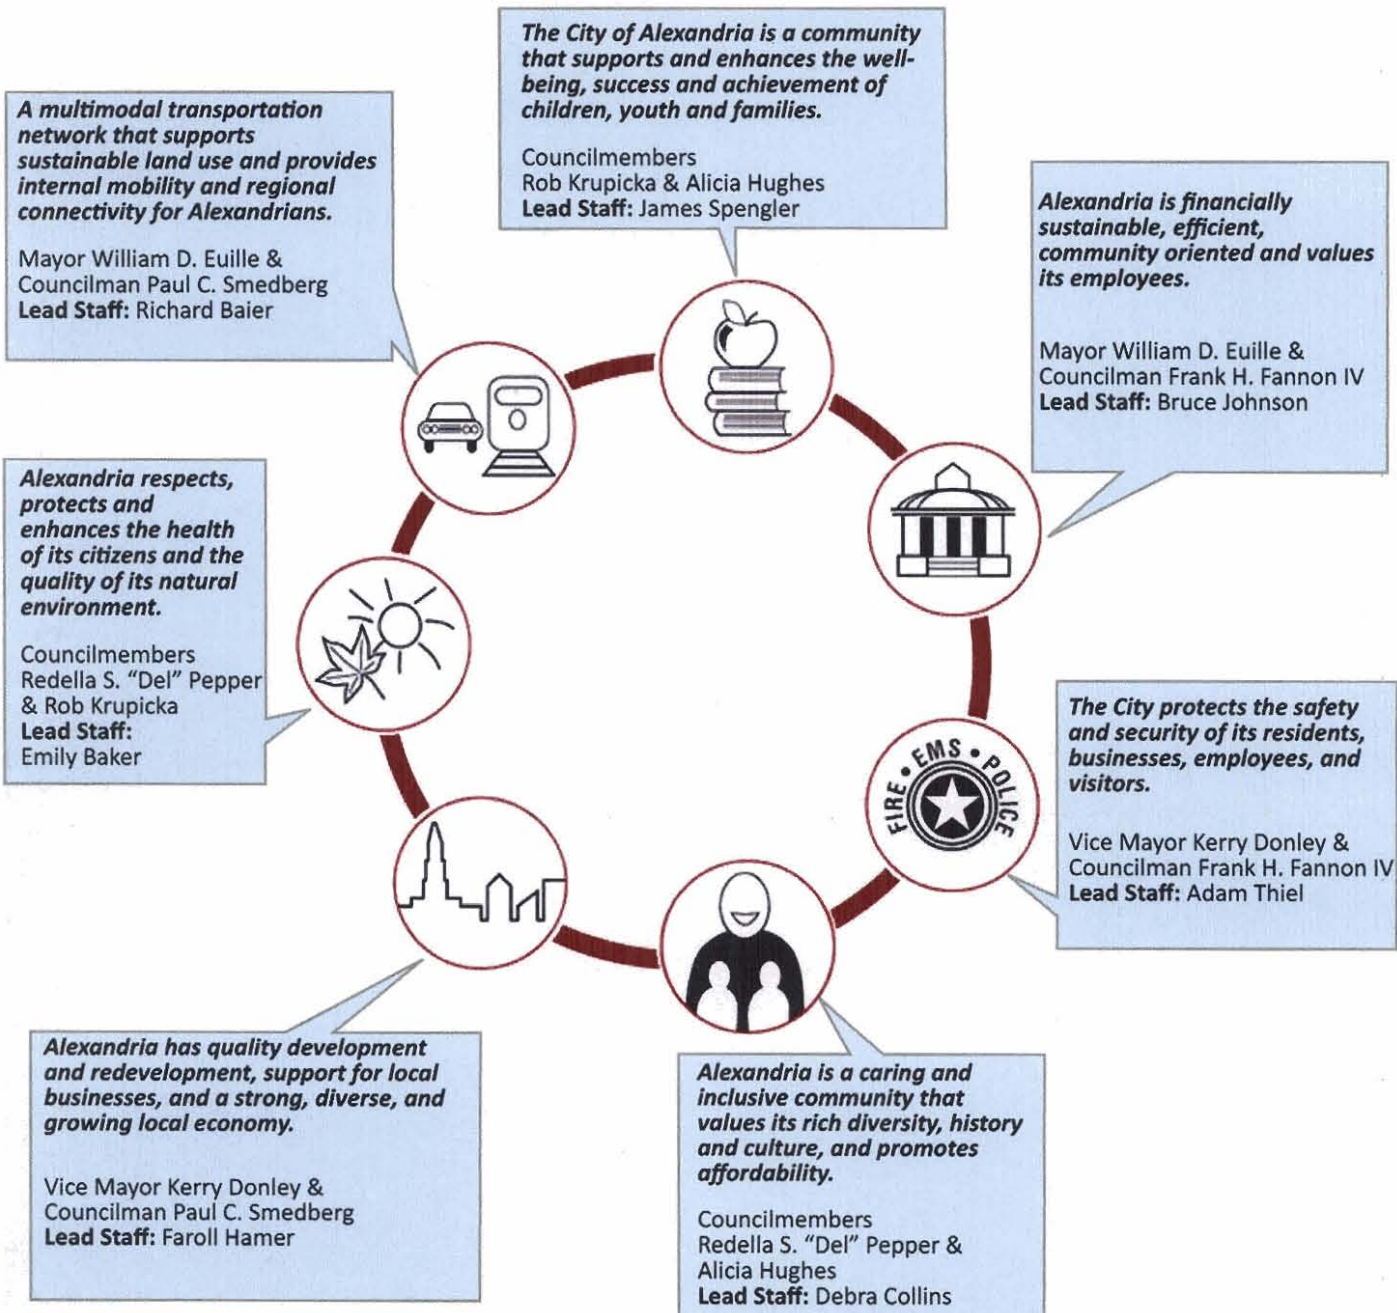 The City of Alexandria is a community
that supports and enhances the well-
being, success and achievement of
children, youth and families.
Councilmembers
Rob Krupicka & Alicia Hughes
Lead Staff: James Spengler
A multimodal transportation
network that supports
sustainable land use and provides
internal mobility and regional
connectivity for Alexandrians.
Mayor William D. Euille &
Councilman Paul C. Smedberg
Lead Staff: Richard Baier
Alexandria is financially
sustainable, efficient,
community oriented and values
its employees.
Mayor William D. Euille &
Councilman Frank H. Fannon IV
Lead Staff: Bruce Johnson
Alexandria respects,
protects and
enhances the health
of its citizens and the
quality of its natural
environment.
Councilmembers
Redella S. “Del” Pepper
& Rob Krupicka
Lead Staff:
Emily Baker
The City protects the safety
and security of its residents,
businesses, employees, and
visitors.
Vice Mayor Kerry Donley &
Councilman Frank H. Fannon IV
Lead Staff: Adam Thiel
FIRE • EMS • POLICE
Alexandria has quality development
and redevelopment, support for local
businesses, and a strong, diverse, and
growing local economy.
Vice Mayor Kerry Donley &
Councilman Paul C. Smedberg
Lead Staff: Faroll Hamer
Alexandria is a caring and
inclusive community that
values its rich diversity, history
and culture, and promotes
affordability.
Councilmembers
Redella S. “Del” Pepper &
Alicia Hughes
Lead Staff: Debra Collins